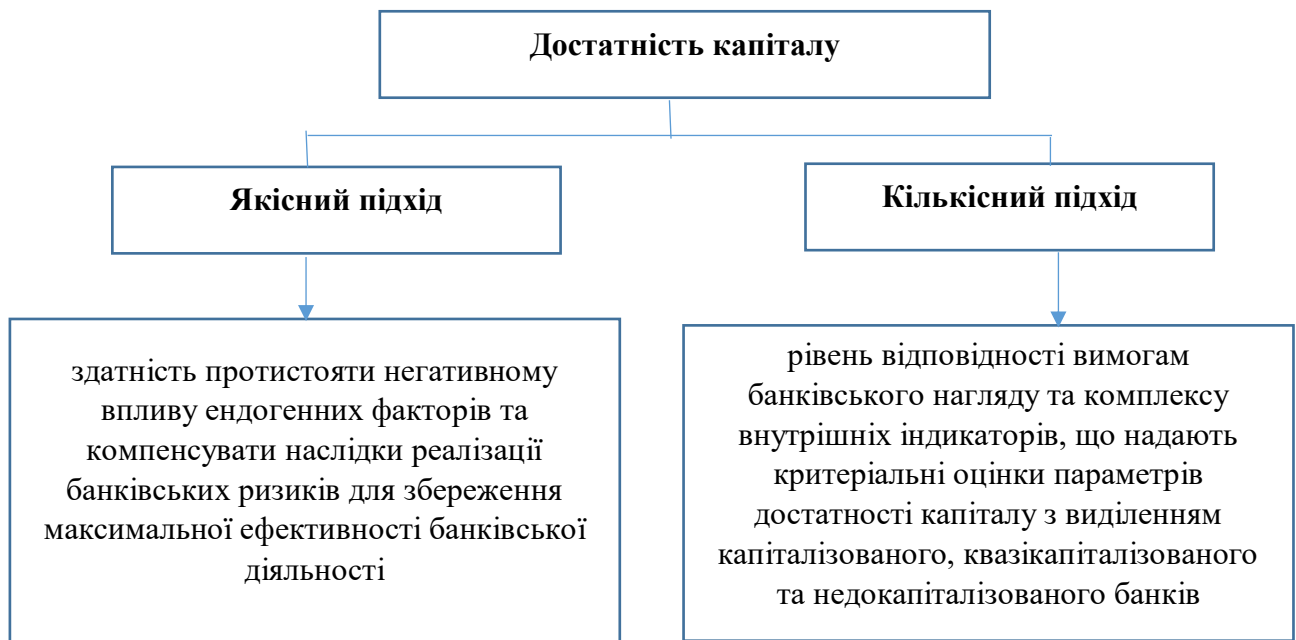 Достатність капіталу
Якісний підхід
Кількісний підхід
здатність протистояти негативному
впливу ендогенних факторів та
компенсувати наслідки реалізації
банківських ризиків для збереження
максимальної ефективності банківської
діяльності
рівень відповідності вимогам
банківського нагляду та комплексу
внутрішніх індикаторів, що надають
критеріальні оцінки параметрів
достатності капіталу з виділенням
капіталізованого, квазікапіталізованого
та недокапіталізованого банків